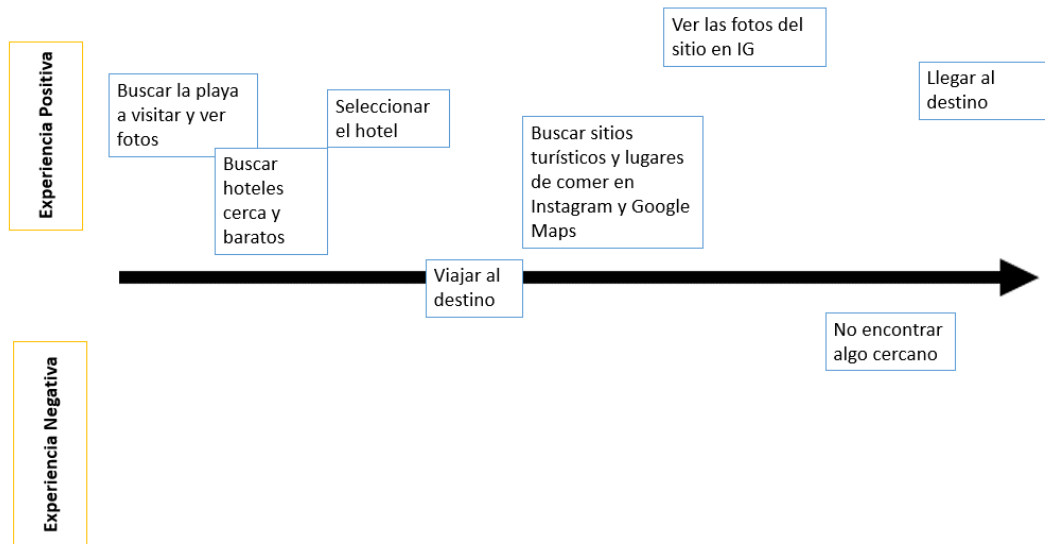 Experiencia Positiva
Buscar la playa
a visitar y ver
fotos
Buscar
hoteles
cerca y
baratos
Seleccionar
el hotel
Viajar al
destino
Buscar sitios
turísticos y lugares
de comer en
Instagram y Google
Maps
Ver las fotos del
sitio en IG
No encontrar
algo cercano
Llegar al
destino
Experiencia Negativa